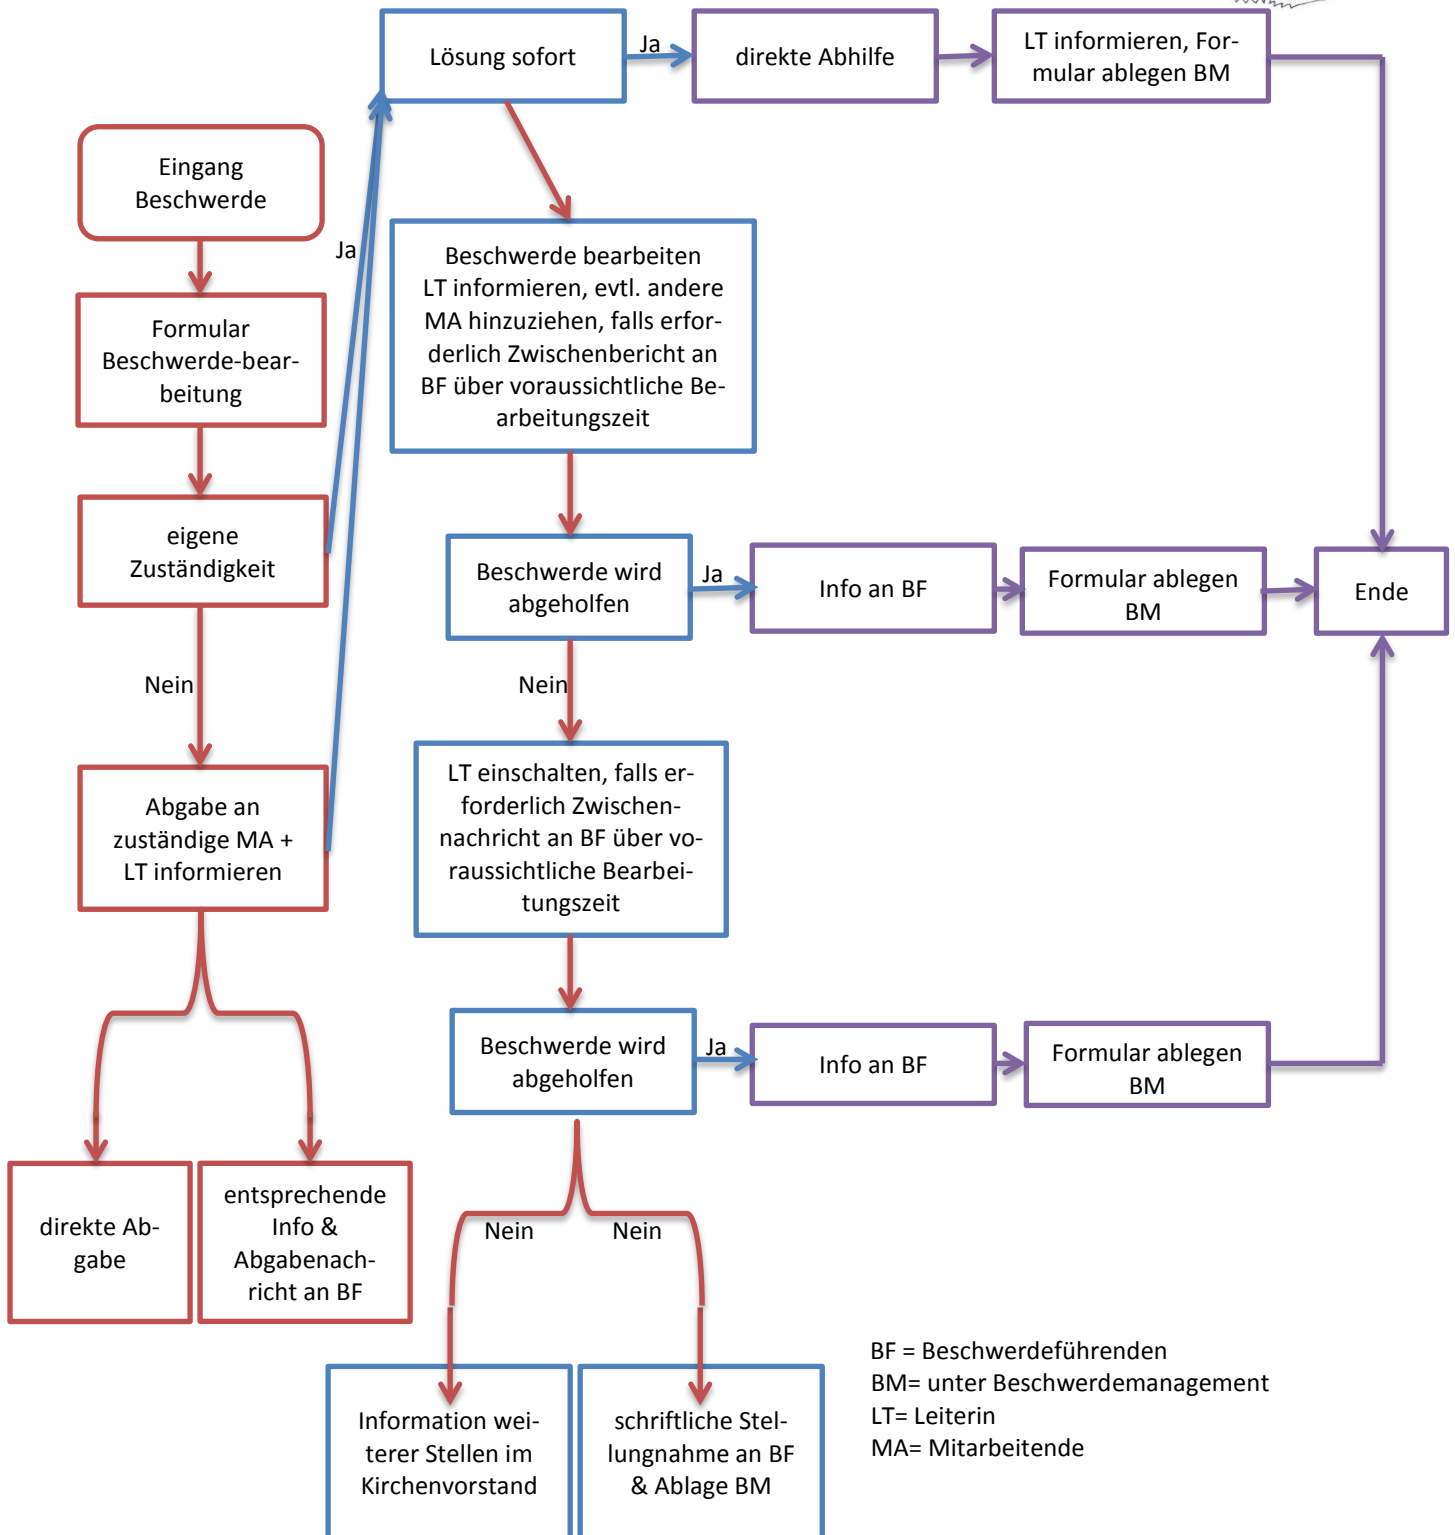 Lösung sofort
Ja
direkte Abhilfe
LT informieren, For-
mular ablegen BM
Eingang
Beschwerde
Ja
Formular
Beschwerde-bear-
beitung
eigene
Zuständigkeit
Nein
Abgabe an
zuständige MA +
LT informieren
direkte Ab-
gabe
entsprechende
Info &
Abgabenach-
richt an BF
Beschwerde bearbeiten
LT informieren, evtl. andere
MA hinzuziehen, falls erfor-
derlich Zwischenbericht an
BF über voraussichtliche Be-
arbeitungszeit
Beschwerde wird
abgeholfen
Ja
Info an BF
Formular ablegen
BM
Ende
Nein
LT einschalten, falls er-
forderlich Zwischen-
nachricht an BF über vo-
raussichtliche Bearbei-
tungszeit
Beschwerde wird
abgeholfen
Ja
Info an BF
Formular ablegen
BM
Nein
Nein
Information wei-
terer Stellen im
Kirchenvorstand
schriftliche Stel-
lungnahme an BF
& Ablage BM
BF = Beschwerdeführenden
BM= unter Beschwerdemanagement
LT= Leiterin
MA= Mitarbeitende